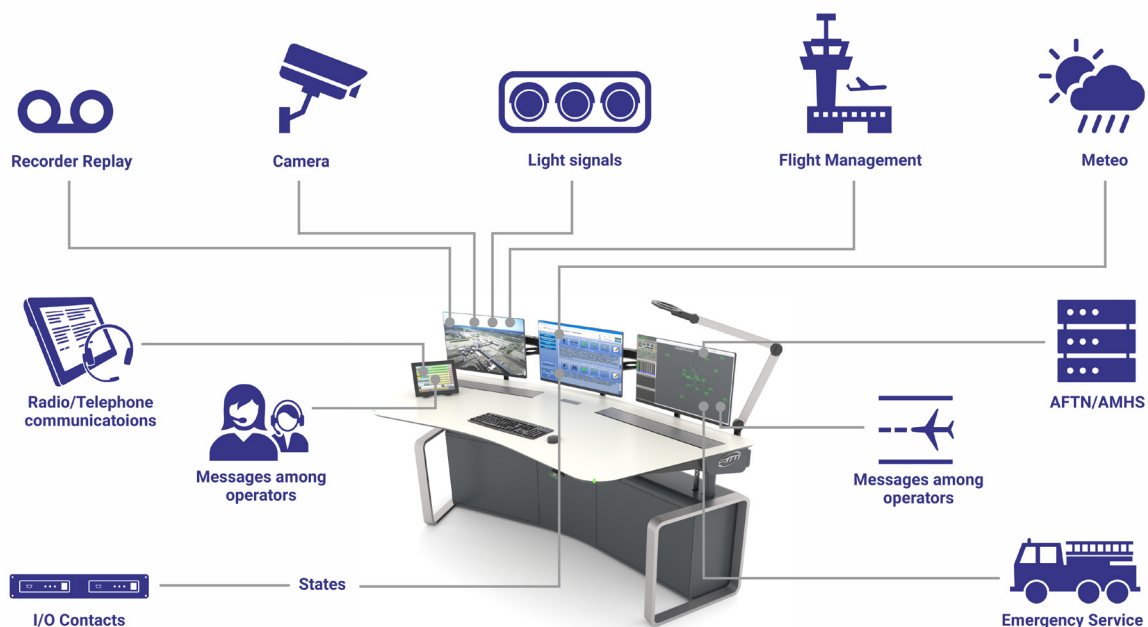 Recorder Replay
Camera
Light signals
Flight Management
Meteo
Radio/Telephone
communicatoions
Messages among
operators
AFTN/AMHS
Messages among
operators
I/O Contacts
States
Emergency Service